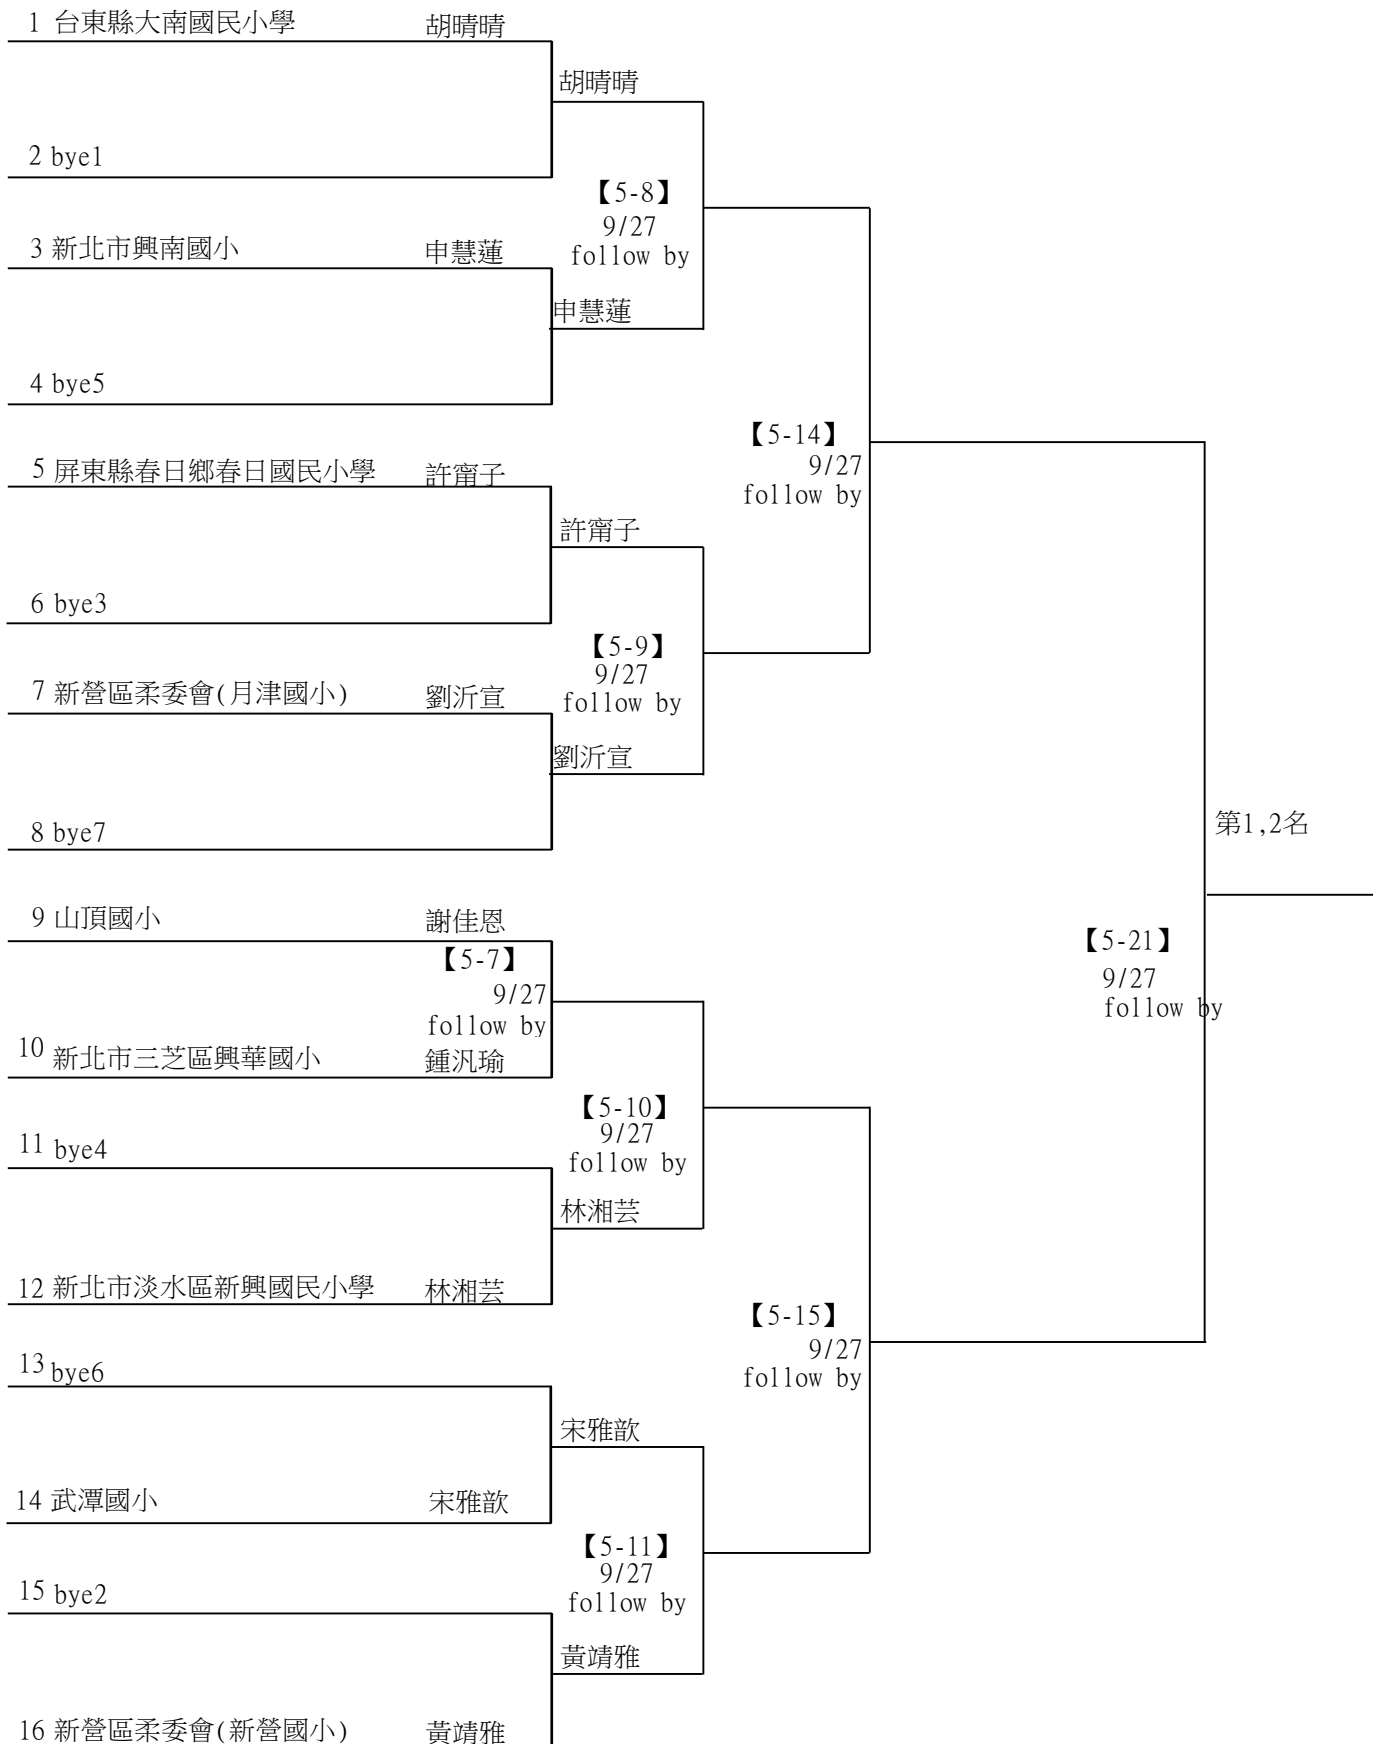 1 台東縣大南國民小學 胡晴晴
胡晴晴
2 bye1
【5-8】
9/27
follow by
3 新北市興南國小 申慧蓮
申慧蓮
4 bye5
【5-14】
9/27
follow by
5 屏東縣春日鄉春日國民小學 許甯子
許甯子
6 bye3
【5-9】
9/27
follow by
7 新營區柔委會(月津國小) 劉沂宣
劉沂宣
8 bye7
第1,2名
9 山頂國小 謝佳恩
【5-7】
9/27
follow by
【5-21】
9/27
follow by
10 新北市三芝區興華國小 鍾汎瑜
【5-10】
9/27
follow by
11 bye4
林湘芸
12 新北市淡水區新興國民小學 林湘芸
【5-15】
9/27
follow by
13 bye6
宋雅歆
14 武潭國小 宋雅歆
【5-11】
9/27
follow by
15 bye2
黃靖雅
16 新營區柔委會(新營國小) 黃靖雅